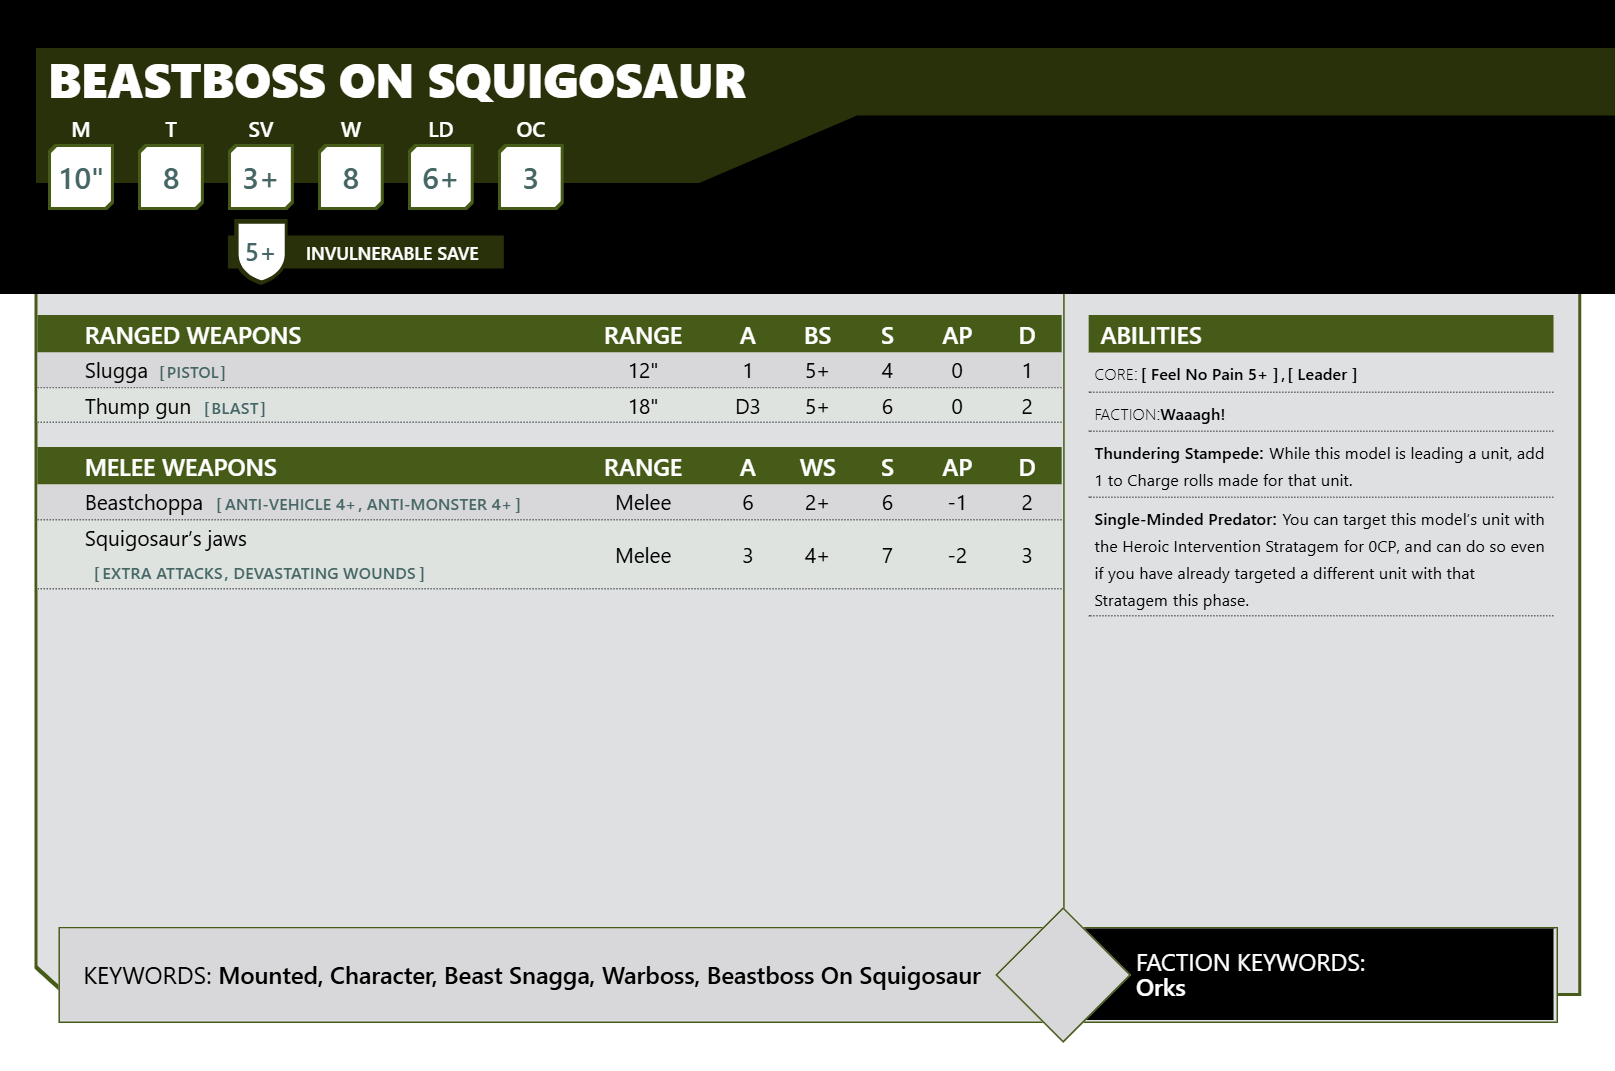 BEASTBOSS ON SQUIGOSAUR
M T SV W LD OC
10" 8 3+ 8 6+ 3
5+ INVULNERABLE SAVE
RANGED WEAPONS RANGE A BS S AP D
Slugga [PISTOL] 12" 1 5+ 4 0 1
Thump gun [BLAST] 18" D3 5+ 6 0 2
MELEE WEAPONS RANGE A WS S AP D
Beastchoppa [ANTI-VEHICLE 4+, ANTI-MONSTER 4+] Melee 6 2+ 6 -1 2
Squigosaur’s jaws
[EXTRA ATTACKS, DEVASTATING WOUNDS] Melee 3 4+ 7 -2 3
ABILITIES
CORE: [ Feel No Pain 5+ ] , [ Leader ]
FACTION:Waaagh!
Thundering Stampede: While this model is leading a unit, add
1 to Charge rolls made for that unit.
Single-Minded Predator: You can target this model’s unit with
the Heroic Intervention Stratagem for 0CP, and can do so even
if you have already targeted a different unit with that
Stratagem this phase.
KEYWORDS: Mounted, Character, Beast Snagga, Warboss, Beastboss On Squigosaur
FACTION KEYWORDS:
Orks